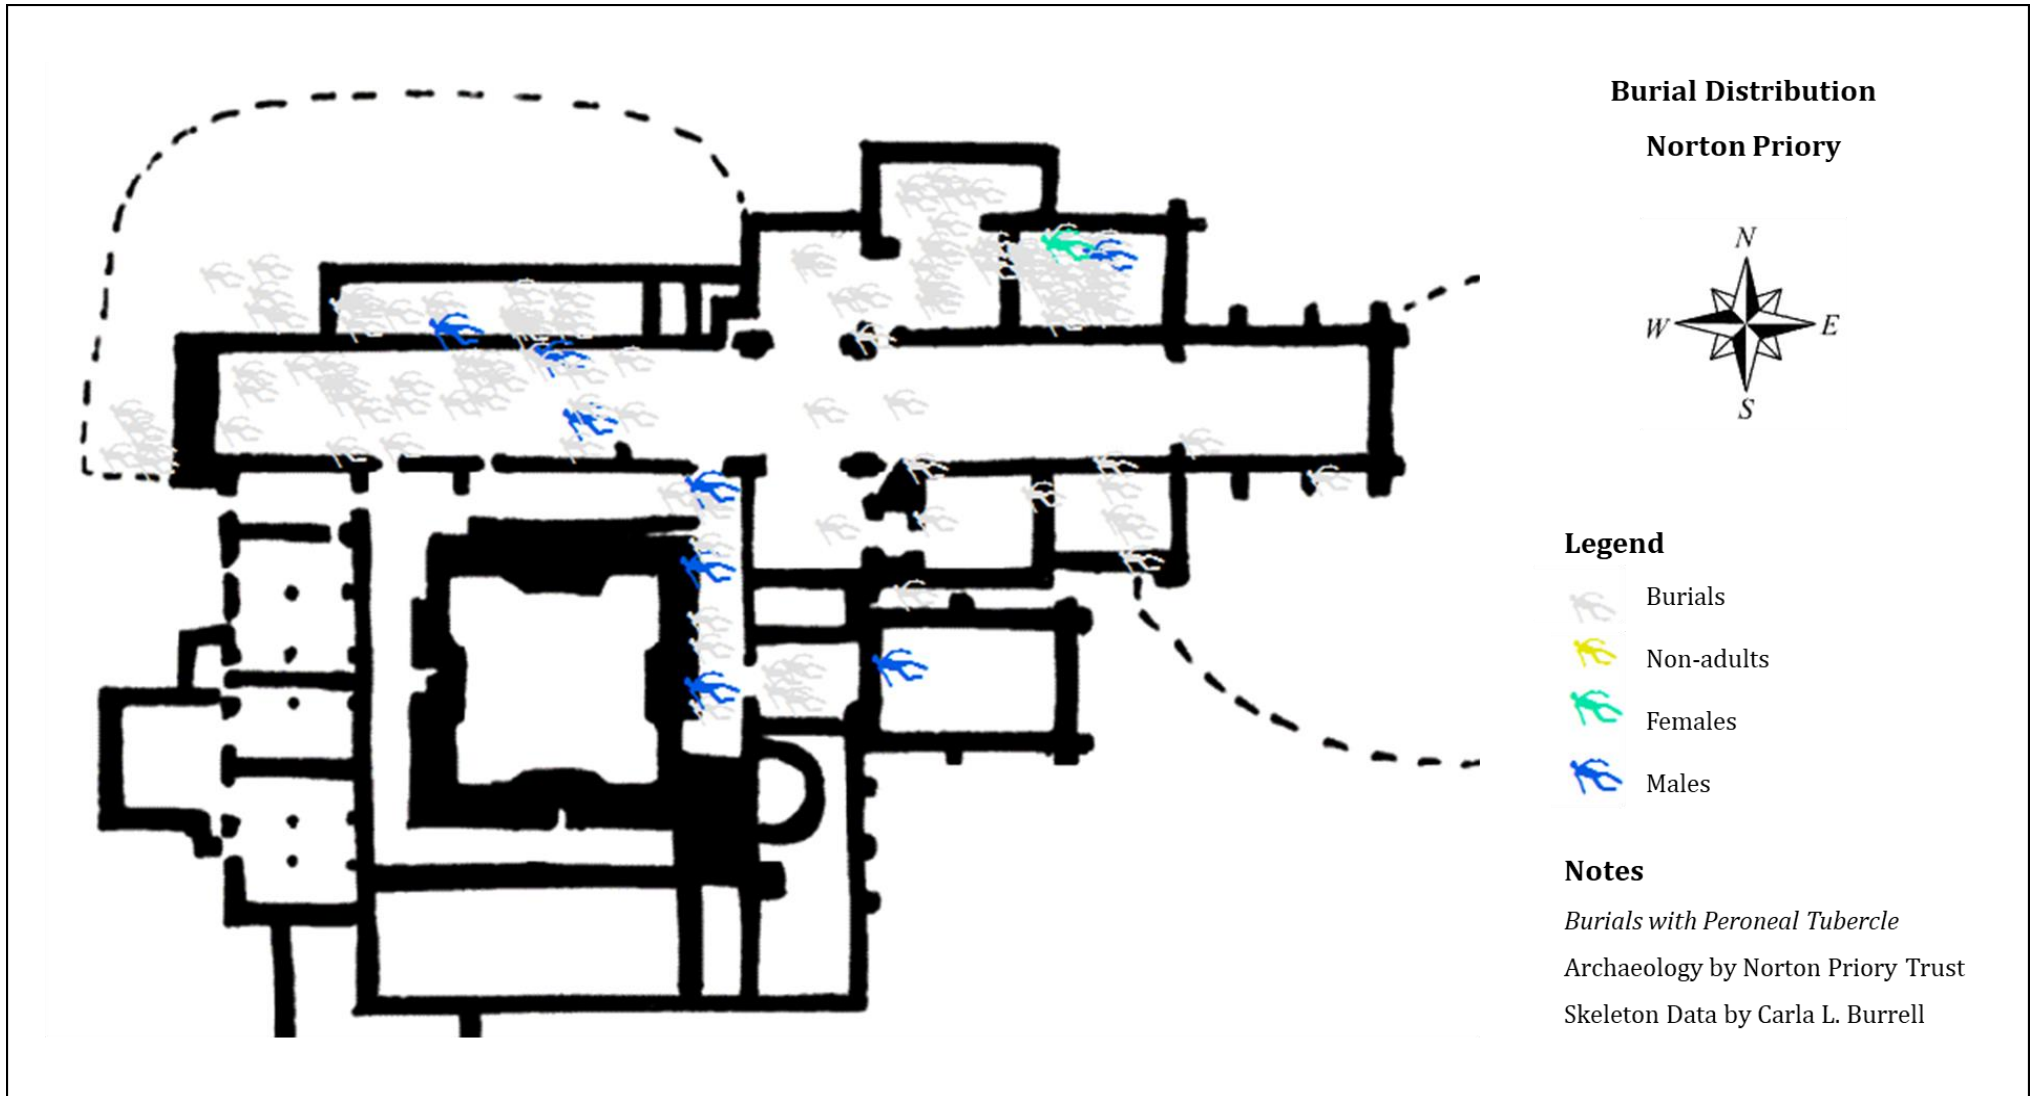 Burial Distribution
Norton Priory
N
W
E
S
Legend
Burials
Non-adults
Females
Males
Notes
Burials with Peroneal Tubercle
Archaeology by Norton Priory Trust
Skeleton Data by Carla L. Burrell